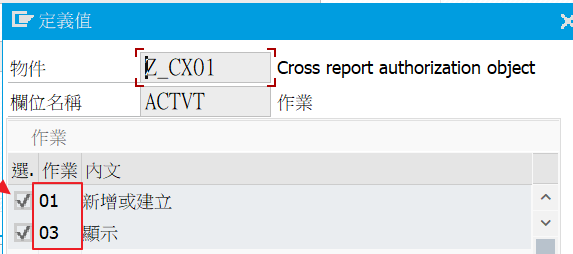 定義值
物件 Z_CX01 Cross report authorization object
欄位名稱 ACTVT 作業
作業
選. 作業 內文
01 新增或建立
03 顯示